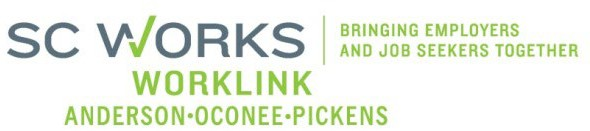 SC WORKS
BRINGING EMPLOYERS
AND JOB SEEKERS TOGETHER
WORKLINK
ANDERSON•OCONEE•PICKENS